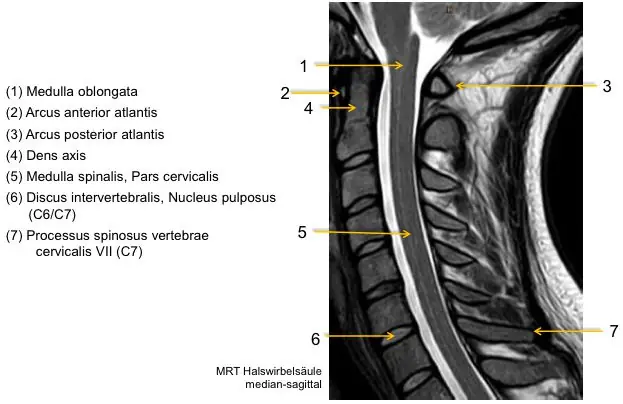 (1) Medulla oblongata
(2) Arcus anterior atlantis
(3) Arcus posterior atlantis
(4) Dens axis
(5) Medulla spinalis, Pars cervicalis
(6) Discus intervertebralis, Nucleus pulposus
(C6/C7)
(7) Processus spinosus vertebrae
cervicalis VII (C7)
1
2
3
4
5
6
7
MRT Halswirbelsäule
median-sagittal